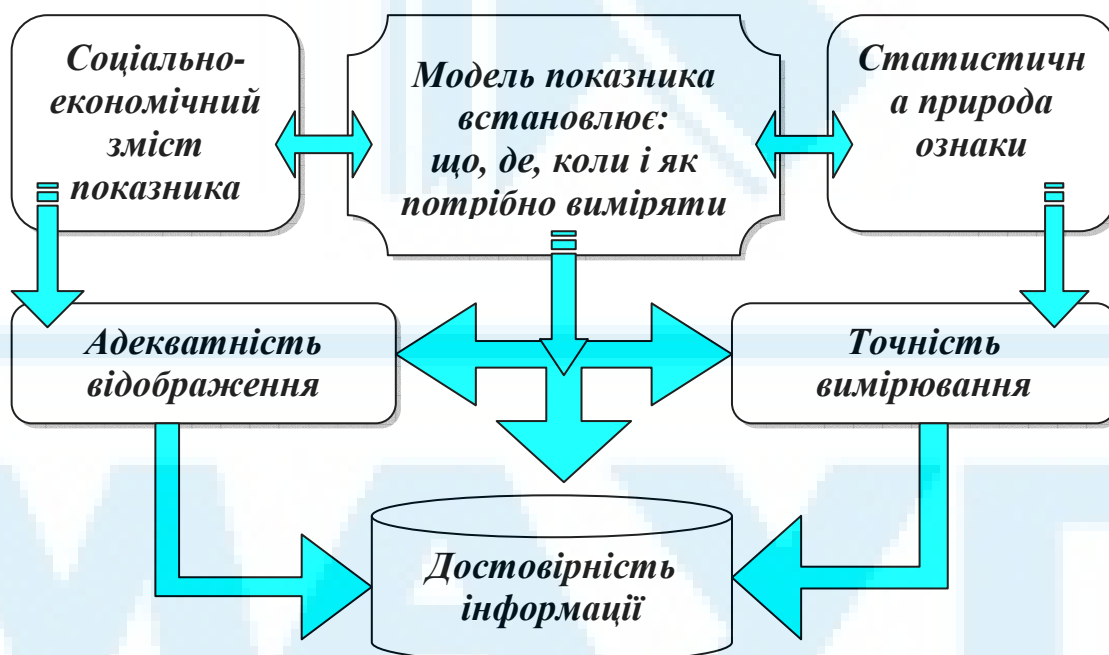 Соціально-
економічний
зміст
показника
Модель показника
встановлює:
що, де, коли і як
потрібно виміряти
Статистичн
а природа
ознаки
Адекватність
відображення
Точність
вимірювання
Достовірність
інформації